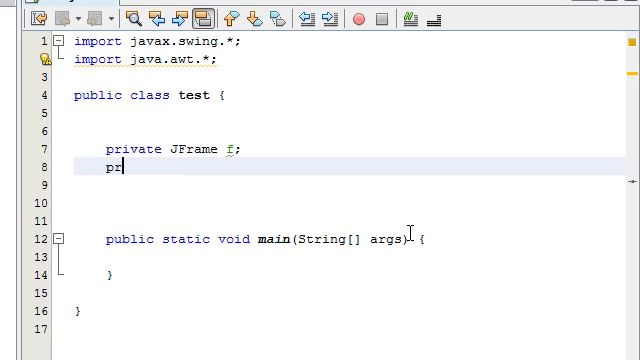 1 import javax.swing.*;
import java.awt.*;
3
4 public class test {
5
6
7 private JFrame f;
8 pr
9
10
11
12 public static void main(String[] args) {
13
14 }
15
16 }
17